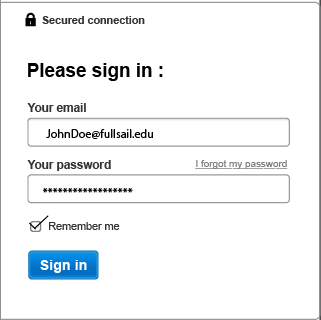 Secured connection
Please sign in :
Your email
JohnDoe@fullsail.edu
Your password I forgot my password
******************
Remember me
Sign in